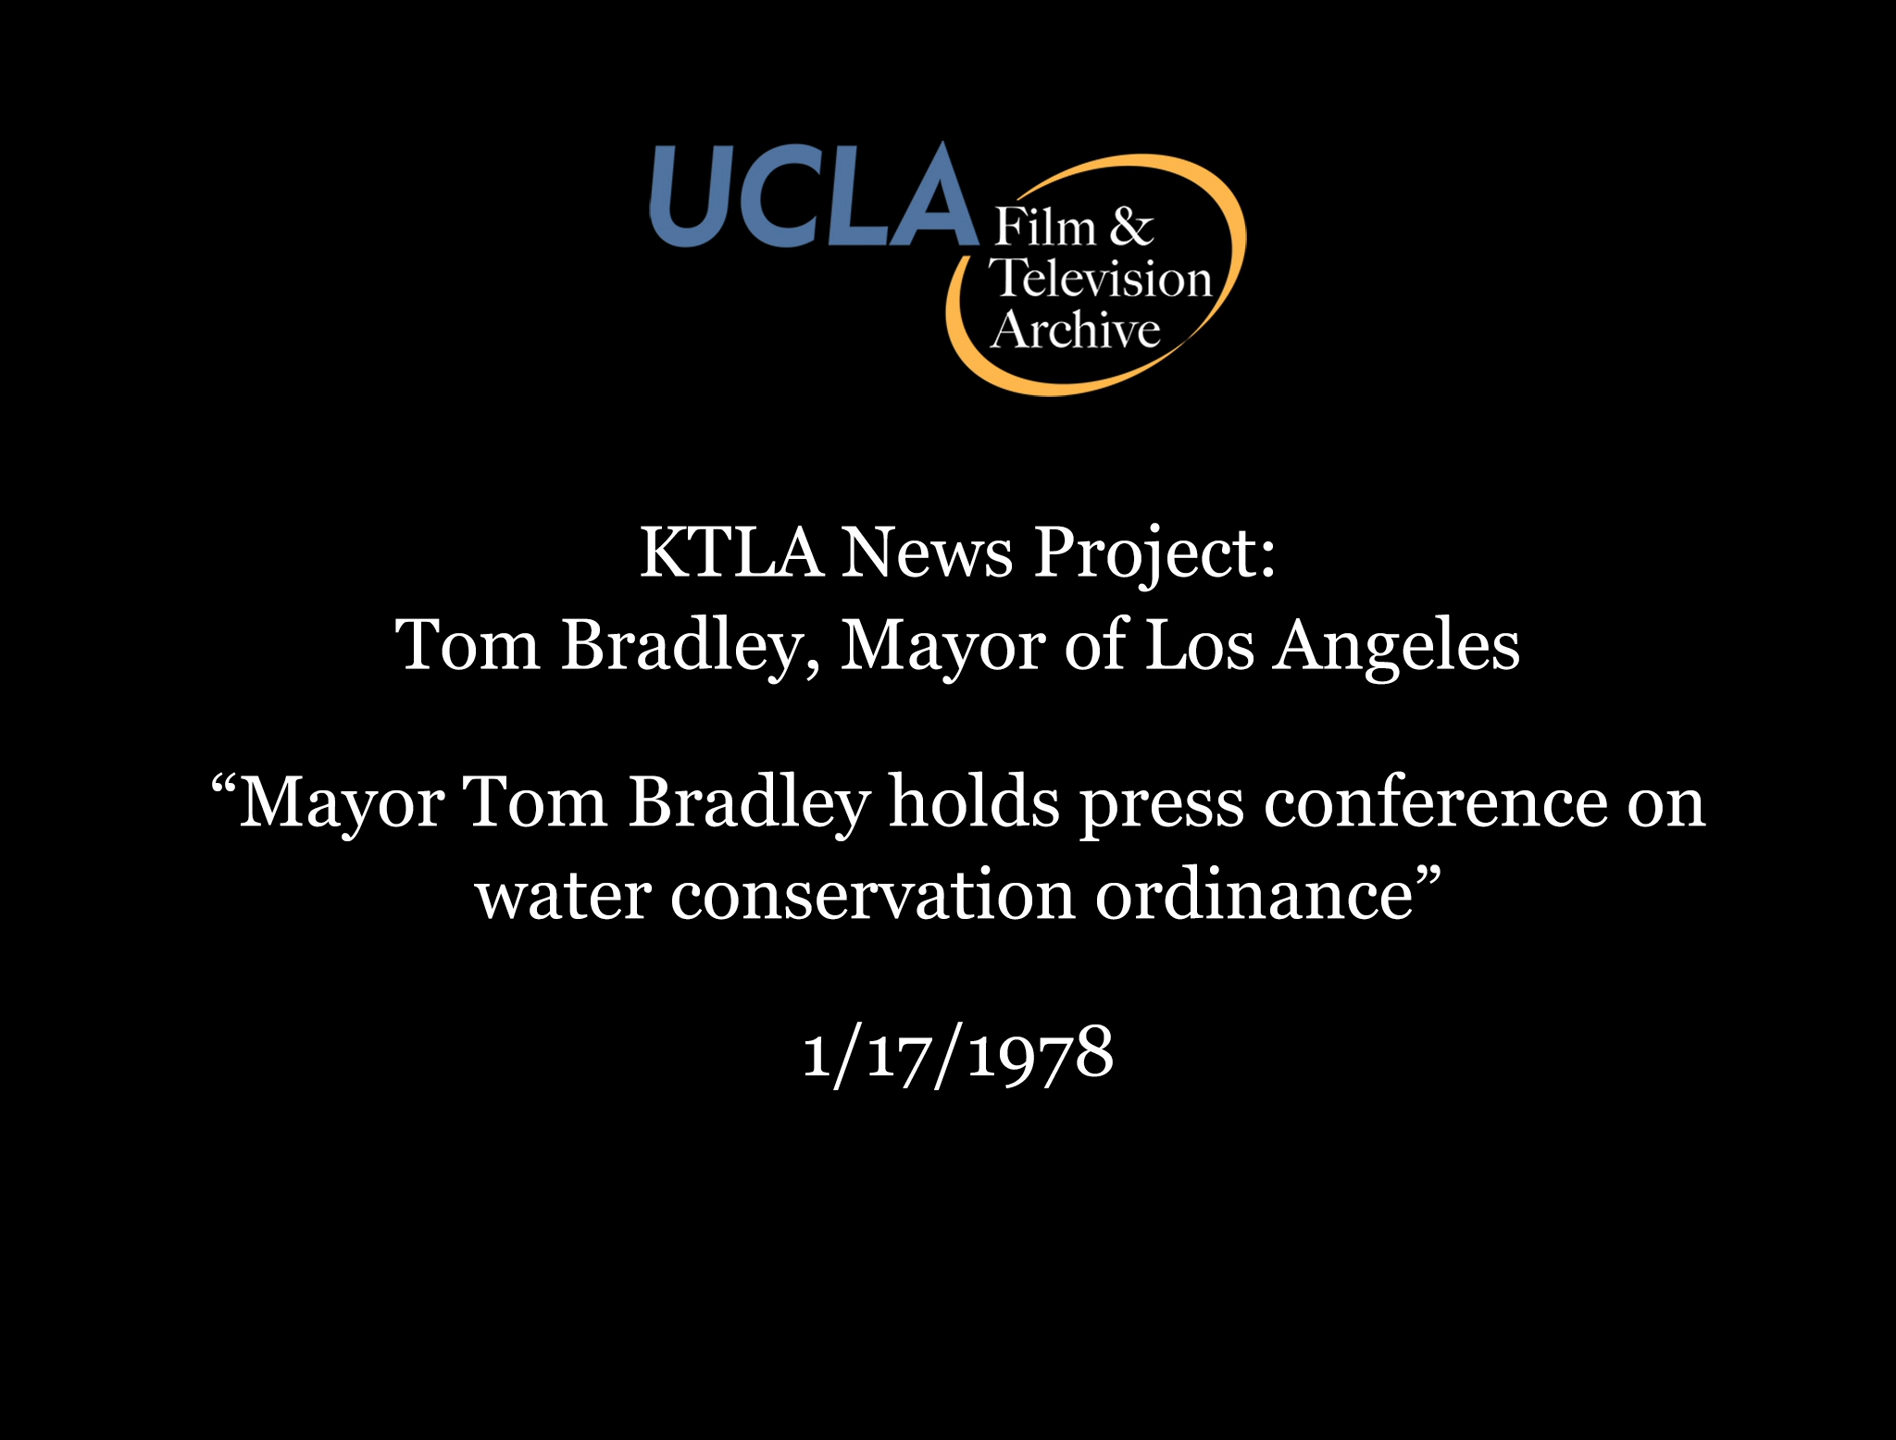 UCLA
Film &
Television
Archive
KTLA News Project:
Tom Bradley, Mayor of Los Angeles
“Mayor Tom Bradley holds press conference on
water conservation ordinance”
1/17/1978